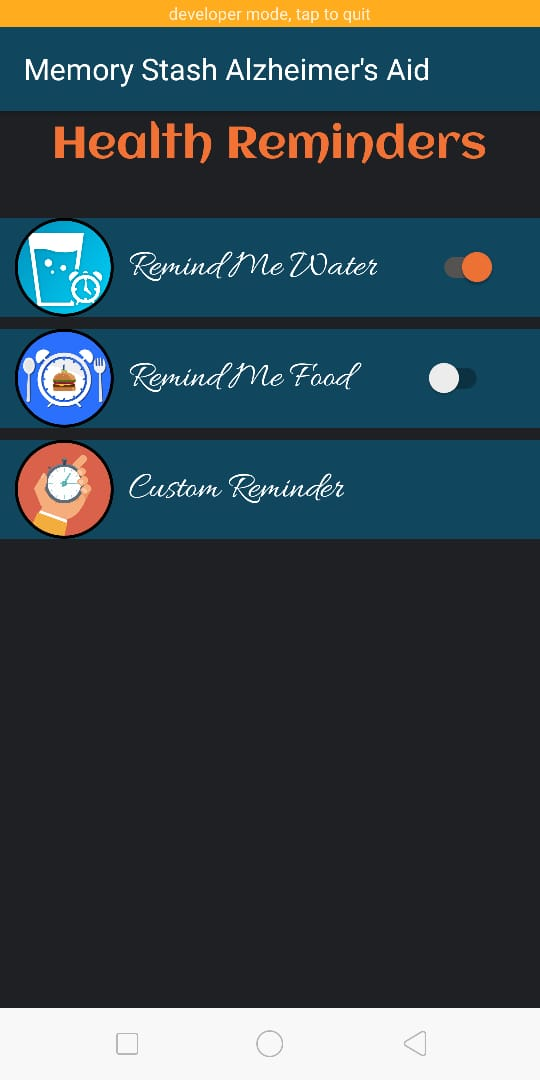 developer mode, tap to quit
Memory Stash Alzheimer's Aid
Health Reminders
Remind Me Water
Remind Me Food
Custom Reminder